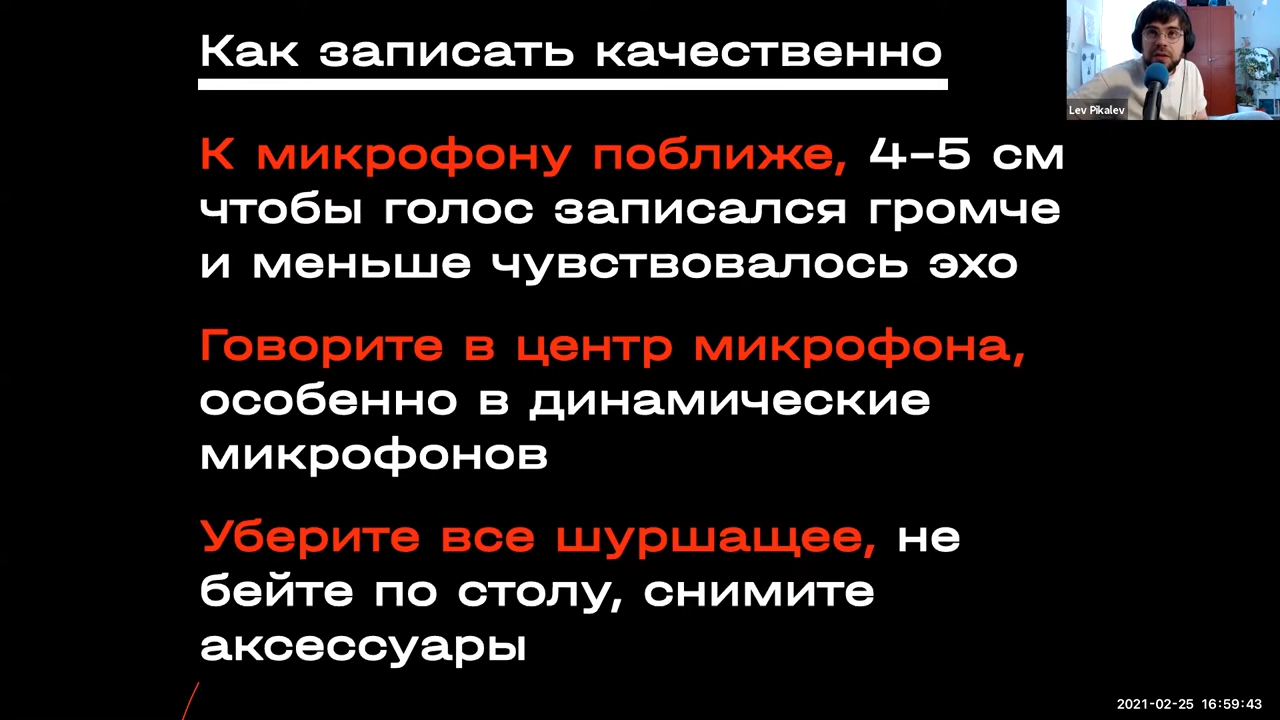 Как записать качественно
К микрофону поближе, 4–5 см
чтобы голос записался громче
и меньше чувствовалось эхо
Говорите в центр микрофона,
особенно в динамические
микрофонов
Уберите все шуршащее, не
бейте по столу, снимите
аксессуары
Lev Pikalev
2021-02-25 16:59:43